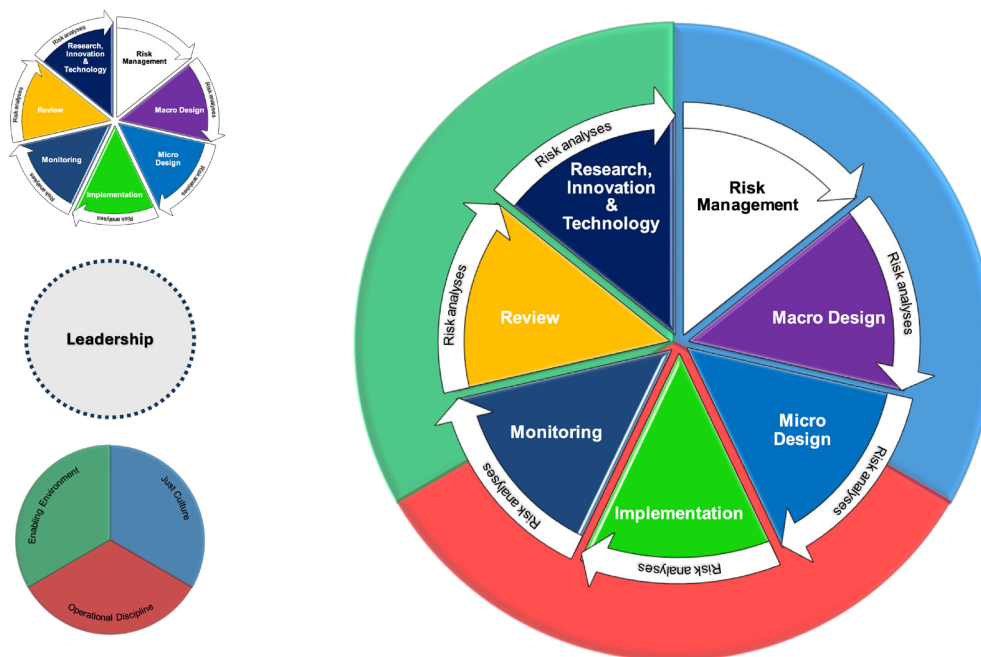 Risk analyses
Research,
Innovation
&
Technology
Risk
Management
Risk analyses
Risk analyses
Review
Macro Design
Monitoring
Micro
Design
Risk analyses
Implementation
Risk analyses
Risk analyses
Leadership
Enabling Environment
Just Culture
Operational Discipline
Risk analyses
Research,
Innovation
&
Technology
Risk
Management
Risk analyses
Risk analyses
Review
Macro Design
Monitoring
Micro
Design
Risk analyses
Risk analyses
Implementation
Risk analyses